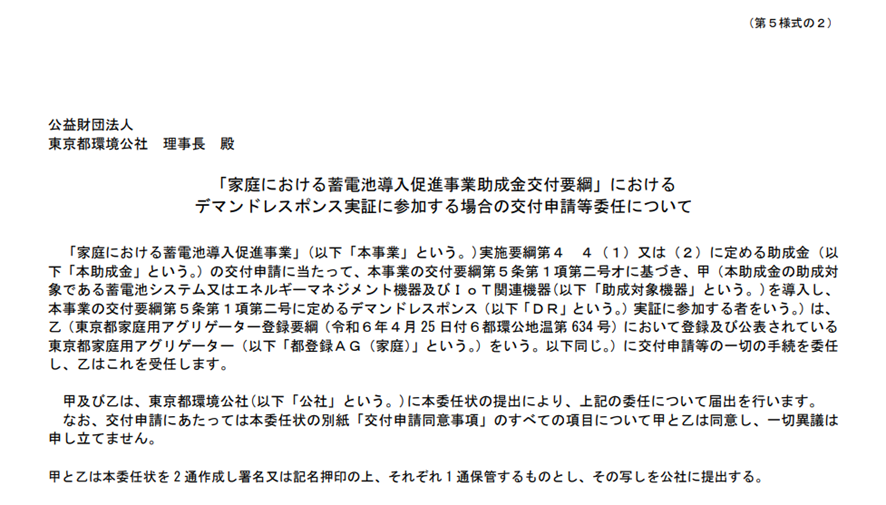 （第５様式の２）
公益財団法人
東京都環境公社　理事長　殿
「家庭における蓄電池導入促進事業助成金交付要綱」における
デマンドレスポンス実証に参加する場合の交付申請等委任について
「家庭における蓄電池導入促進事業」(以下「本事業」という。)実施要綱第４　４（１）又は（２）に定める助成金（以
下「本助成金」という。）の交付申請に当たって、本事業の交付要綱第５条第１項第二号オに基づき、甲（本助成金の助成対
象である蓄電池システム又はエネルギーマネジメント機器及びＩｏＴ関連機器(以下「助成対象機器」という。)を導入し、
本事業の交付要綱第５条第１項第二号に定めるデマンドレスポンス（以下「ＤＲ」という。）実証に参加する者をいう。）は、
乙（東京都家庭用アグリゲーター登録要綱（令和６年４月 25 日付６都環公地温第 634 号）において登録及び公表されている
東京都家庭用アグリゲーター（以下「都登録ＡＧ（家庭）」という。）をいう。以下同じ。）に交付申請等の一切の手続を委任
し、乙はこれを受任します。
甲及び乙は、東京都環境公社(以下「公社」という。)に本委任状の提出により、上記の委任について届出を行います。
なお、交付申請にあたっては本委任状の別紙「交付申請同意事項」のすべての項目について甲と乙は同意し、一切異議は
申し立てません。
甲と乙は本委任状を 2 通作成し署名又は記名押印の上、それぞれ 1 通保管するものとし、その写しを公社に提出する。